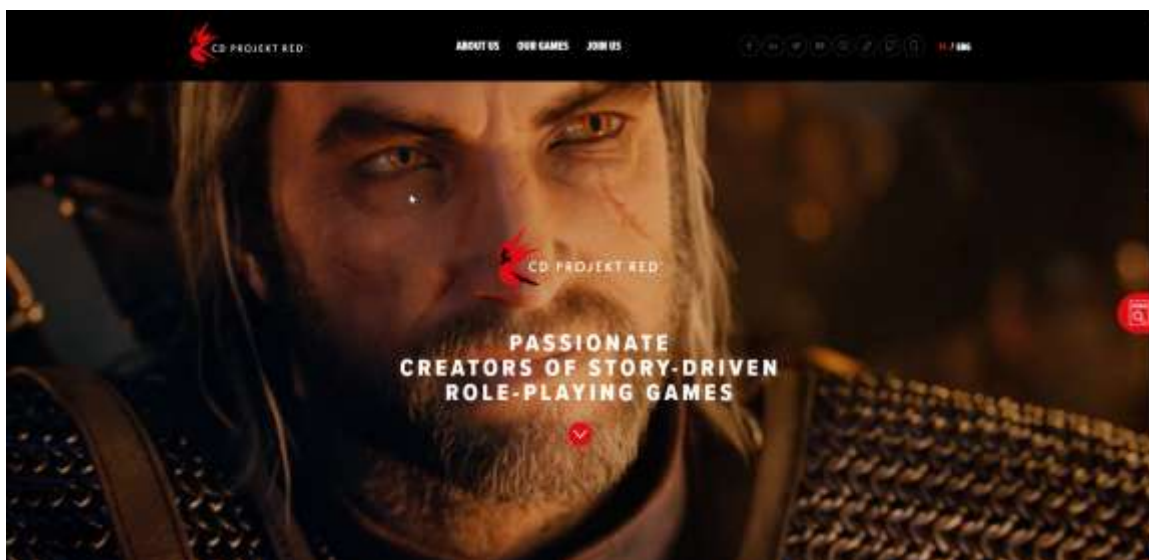 CD PROJEKT RED
ABOUT US OUR GAMES JOIN US
/ ENG
CD PROJEKT RED
PASSIONATE
CREATORS OF STORY-DRIVEN
ROLE-PLAYING GAMES